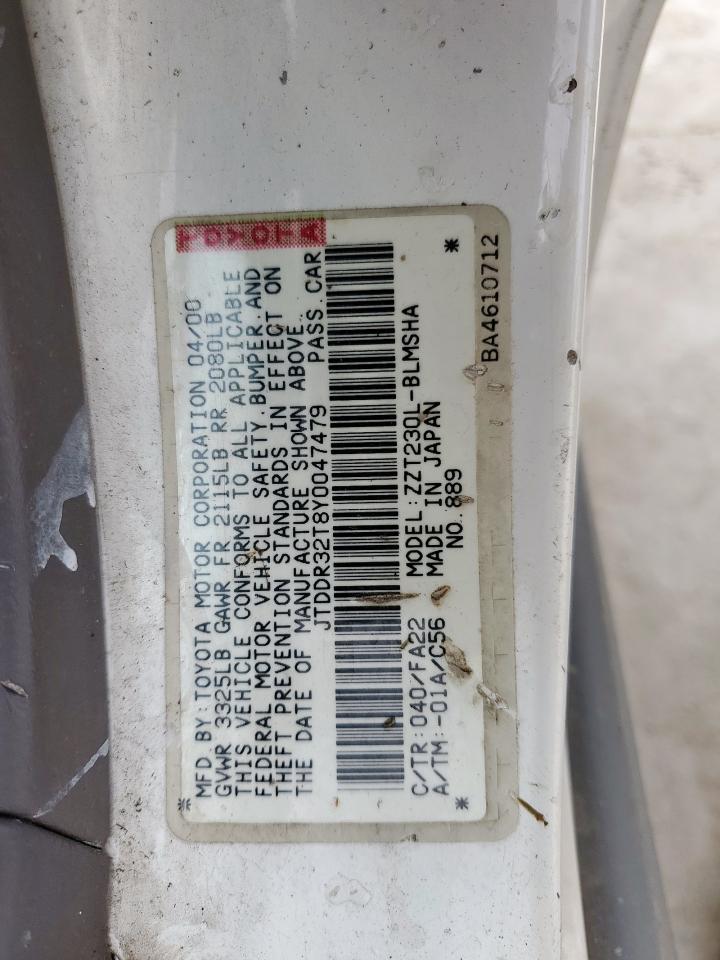 TOYOTA
MFD. BY: TOYOTA MOTOR CORPORATION 04/00
GVWR 3325LB GAWR FR 2115LB RR 2080LB
THIS VEHICLE CONFORMS TO ALL APPLICABLE
FEDERAL MOTOR VEHICLE SAFETY, BUMPER, AND
THEFT PREVENTION STANDARDS IN EFFECT ON
THE DATE OF MANUFACTURE SHOWN ABOVE.
JTDDR32T8Y0047479 PASS. CAR
C/TR: 040/FA22 MODEL: ZZT230L-BLMSHA
A/TM: -01A/C56 MADE IN JAPAN
NO. 889
BA4610712